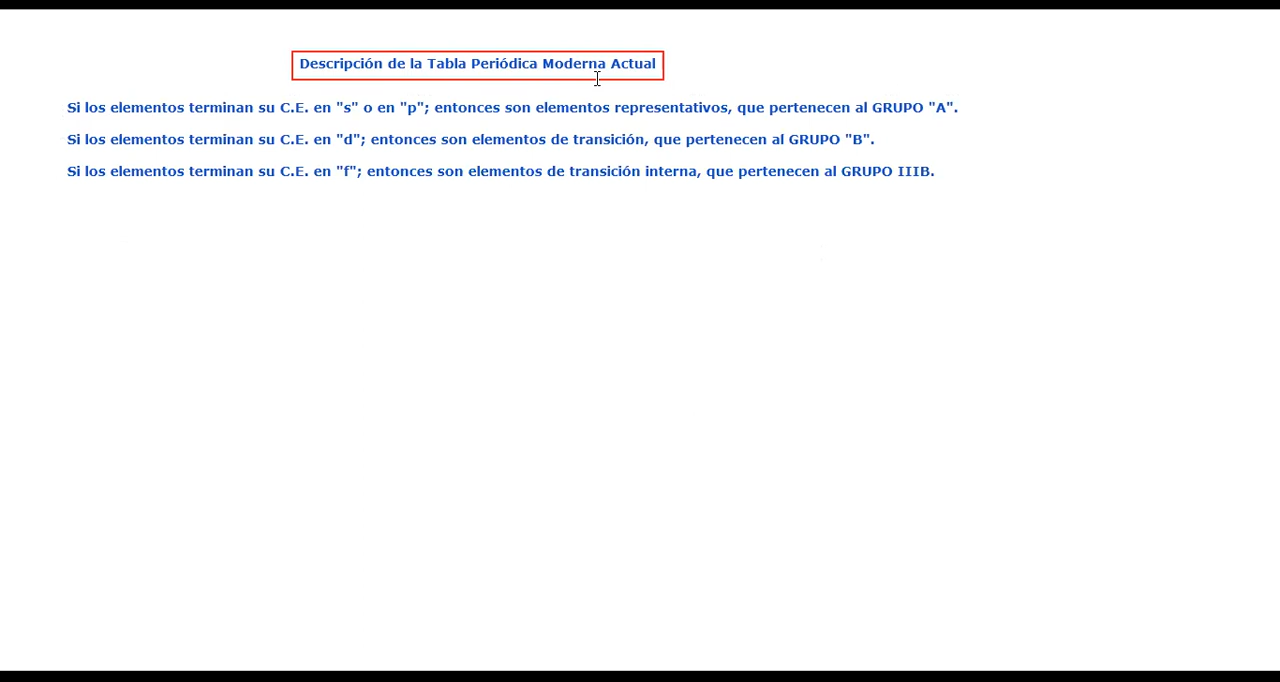 Descripción de la Tabla Periódica Moderna Actual
Si los elementos terminan su C.E. en "s" o en "p"; entonces son elementos representativos, que pertenecen al GRUPO "A".
Si los elementos terminan su C.E. en "d"; entonces son elementos de transición, que pertenecen al GRUPO "B".
Si los elementos terminan su C.E. en "f"; entonces son elementos de transición interna, que pertenecen al GRUPO IIIB.